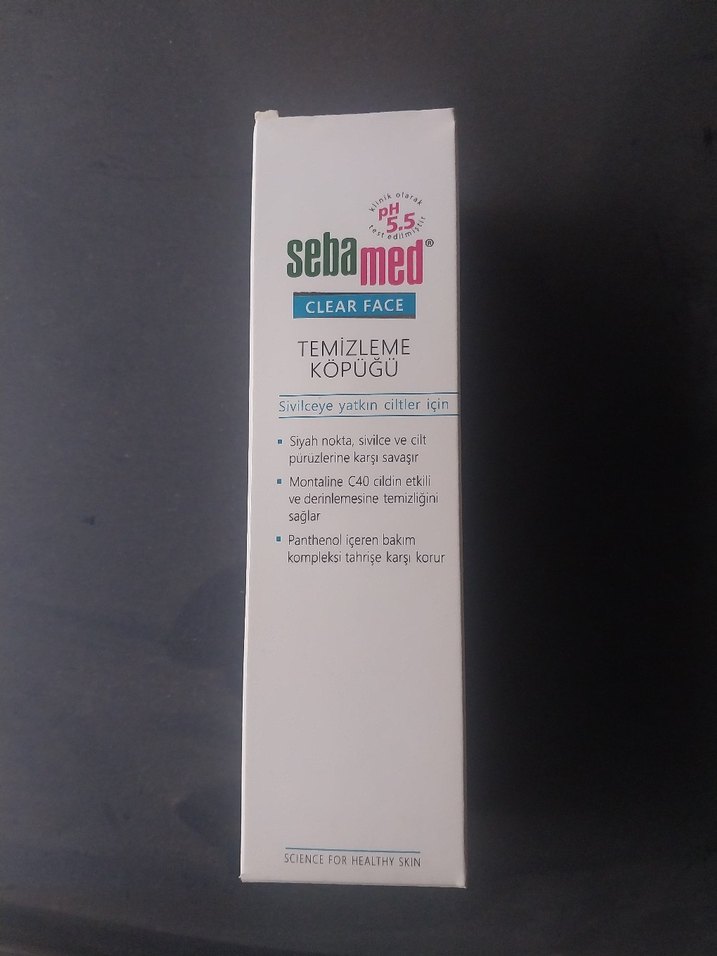 klinik olarak
pH
5.5
test edilmiştir
sebamed®
CLEAR FACE
TEMİZLEME
KÖPÜĞÜ
Sivilceye yatkın ciltler için
▪ Siyah nokta, sivilce ve cilt
pürüzlerine karşı savaşır
▪ Montaline C40 cildin etkili
ve derinlemesine temizliğini
sağlar
▪ Panthenol içeren bakım
kompleksi tahrişe karşı korur
SCIENCE FOR HEALTHY SKIN